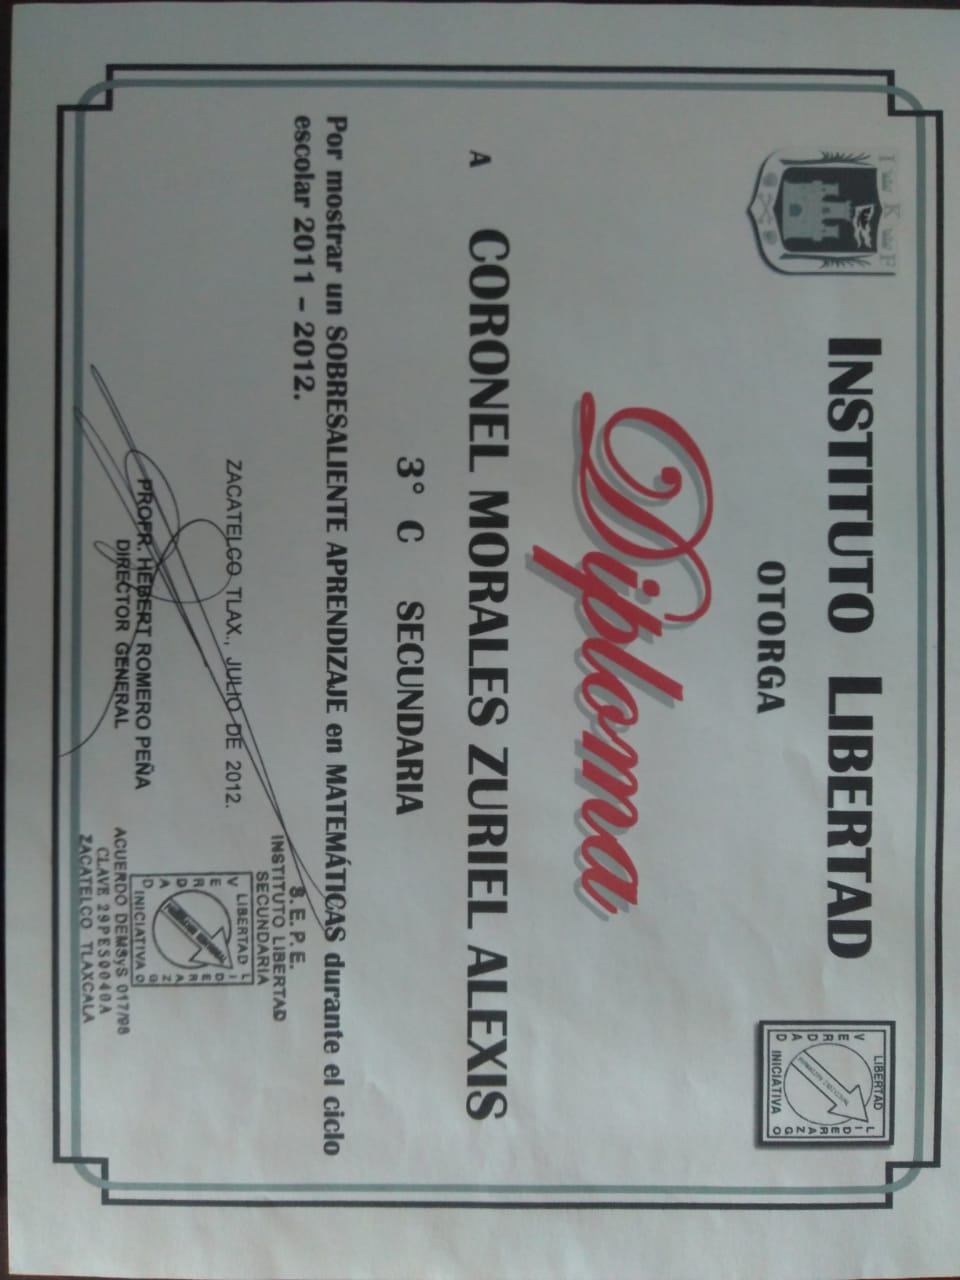 I K F
INSTITUTO LIBERTAD
LIBERTAD
VERDAD
LIDERAZGO
INICIATIVA
OTORGA
Diploma
A CORONEL MORALES ZURIEL ALEXIS
3° C SECUNDARIA
Por mostrar un SOBRESALIENTE APRENDIZAJE en MATEMÁTICAS durante el ciclo
escolar 2011 - 2012.
ZACATELCO, TLAX., JULIO DE 2012.
PROFR. HEBERT ROMERO PEÑA
DIRECTOR GENERAL
S. E. P. E.
INSTITUTO LIBERTAD
SECUNDARIA
LIBERTAD
VERDAD
LIDERAZGO
INICIATIVA
ACUERDO DEMSyS 017/98
CLAVE 29PES0040A
ZACATELCO TLAXCALA